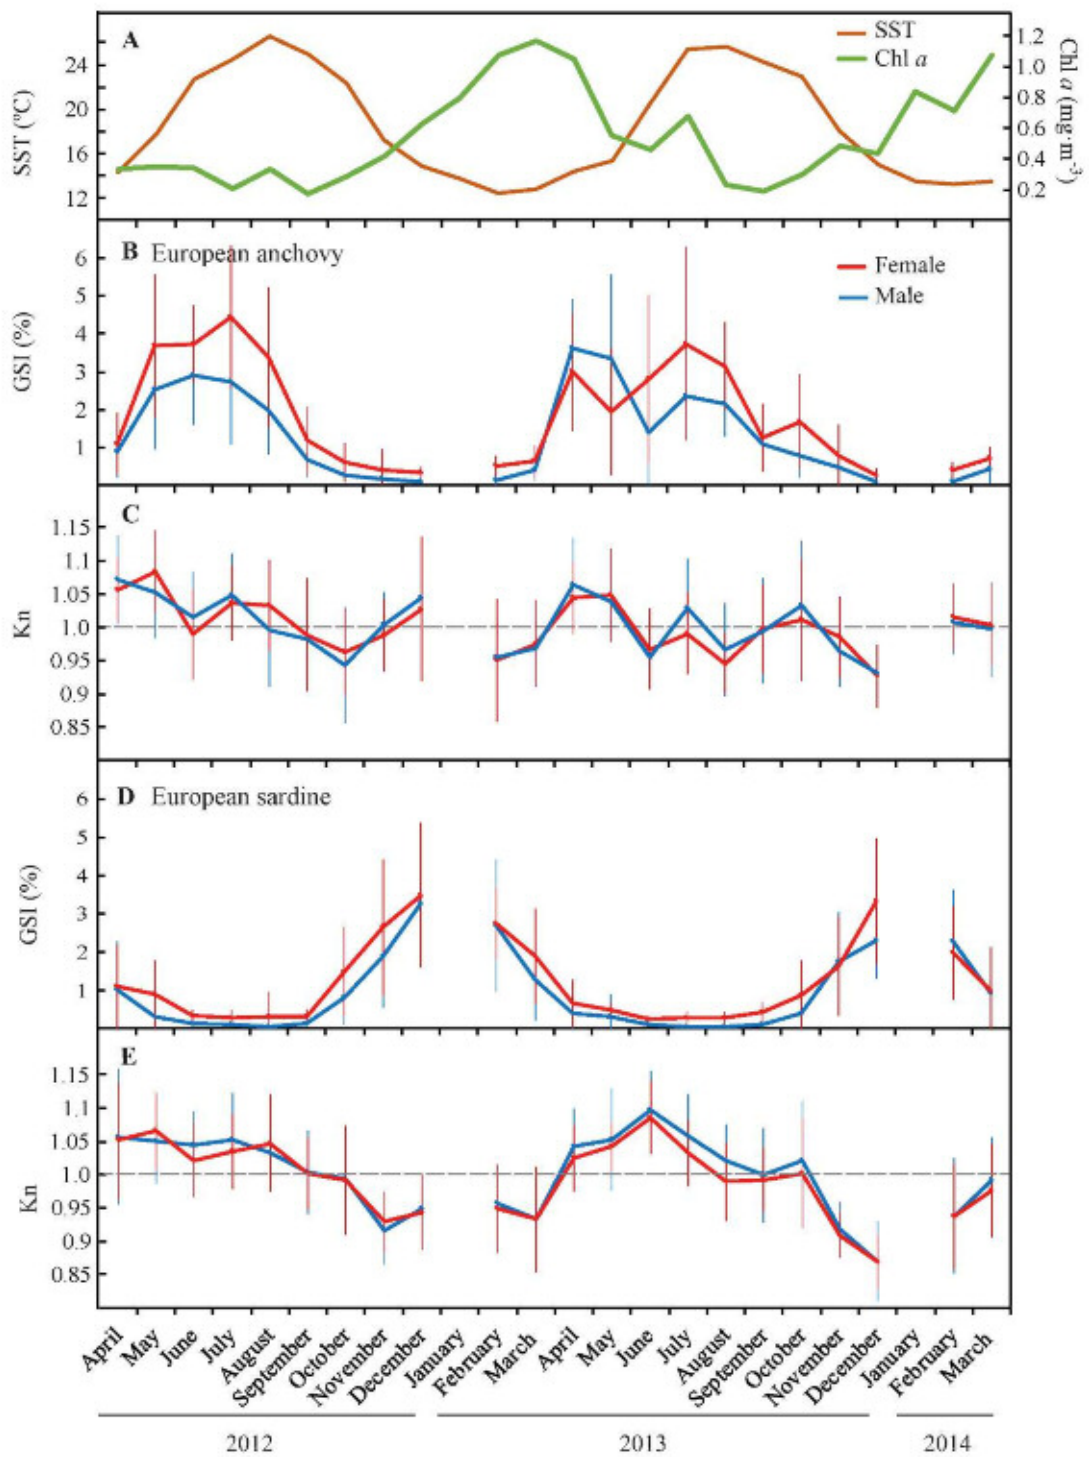 A
SST
Chl a
24
20
16
12
SST (ºC)
1.2
1.0
0.8
0.6
0.4
0.2
Chl a (mg·m-3)
B European anchovy
Female
Male
6
5
4
3
2
1
GSI (%)
C
1.15
1.1
1.05
1.0
0.95
0.9
0.85
Kn
D European sardine
6
5
4
3
2
1
GSI (%)
E
1.15
1.1
1.05
1.0
0.95
0.9
0.85
Kn
April
May
June
July
August
September
October
November
December
January
February
March
April
May
June
July
August
September
October
November
December
January
February
March
2012
2013
2014